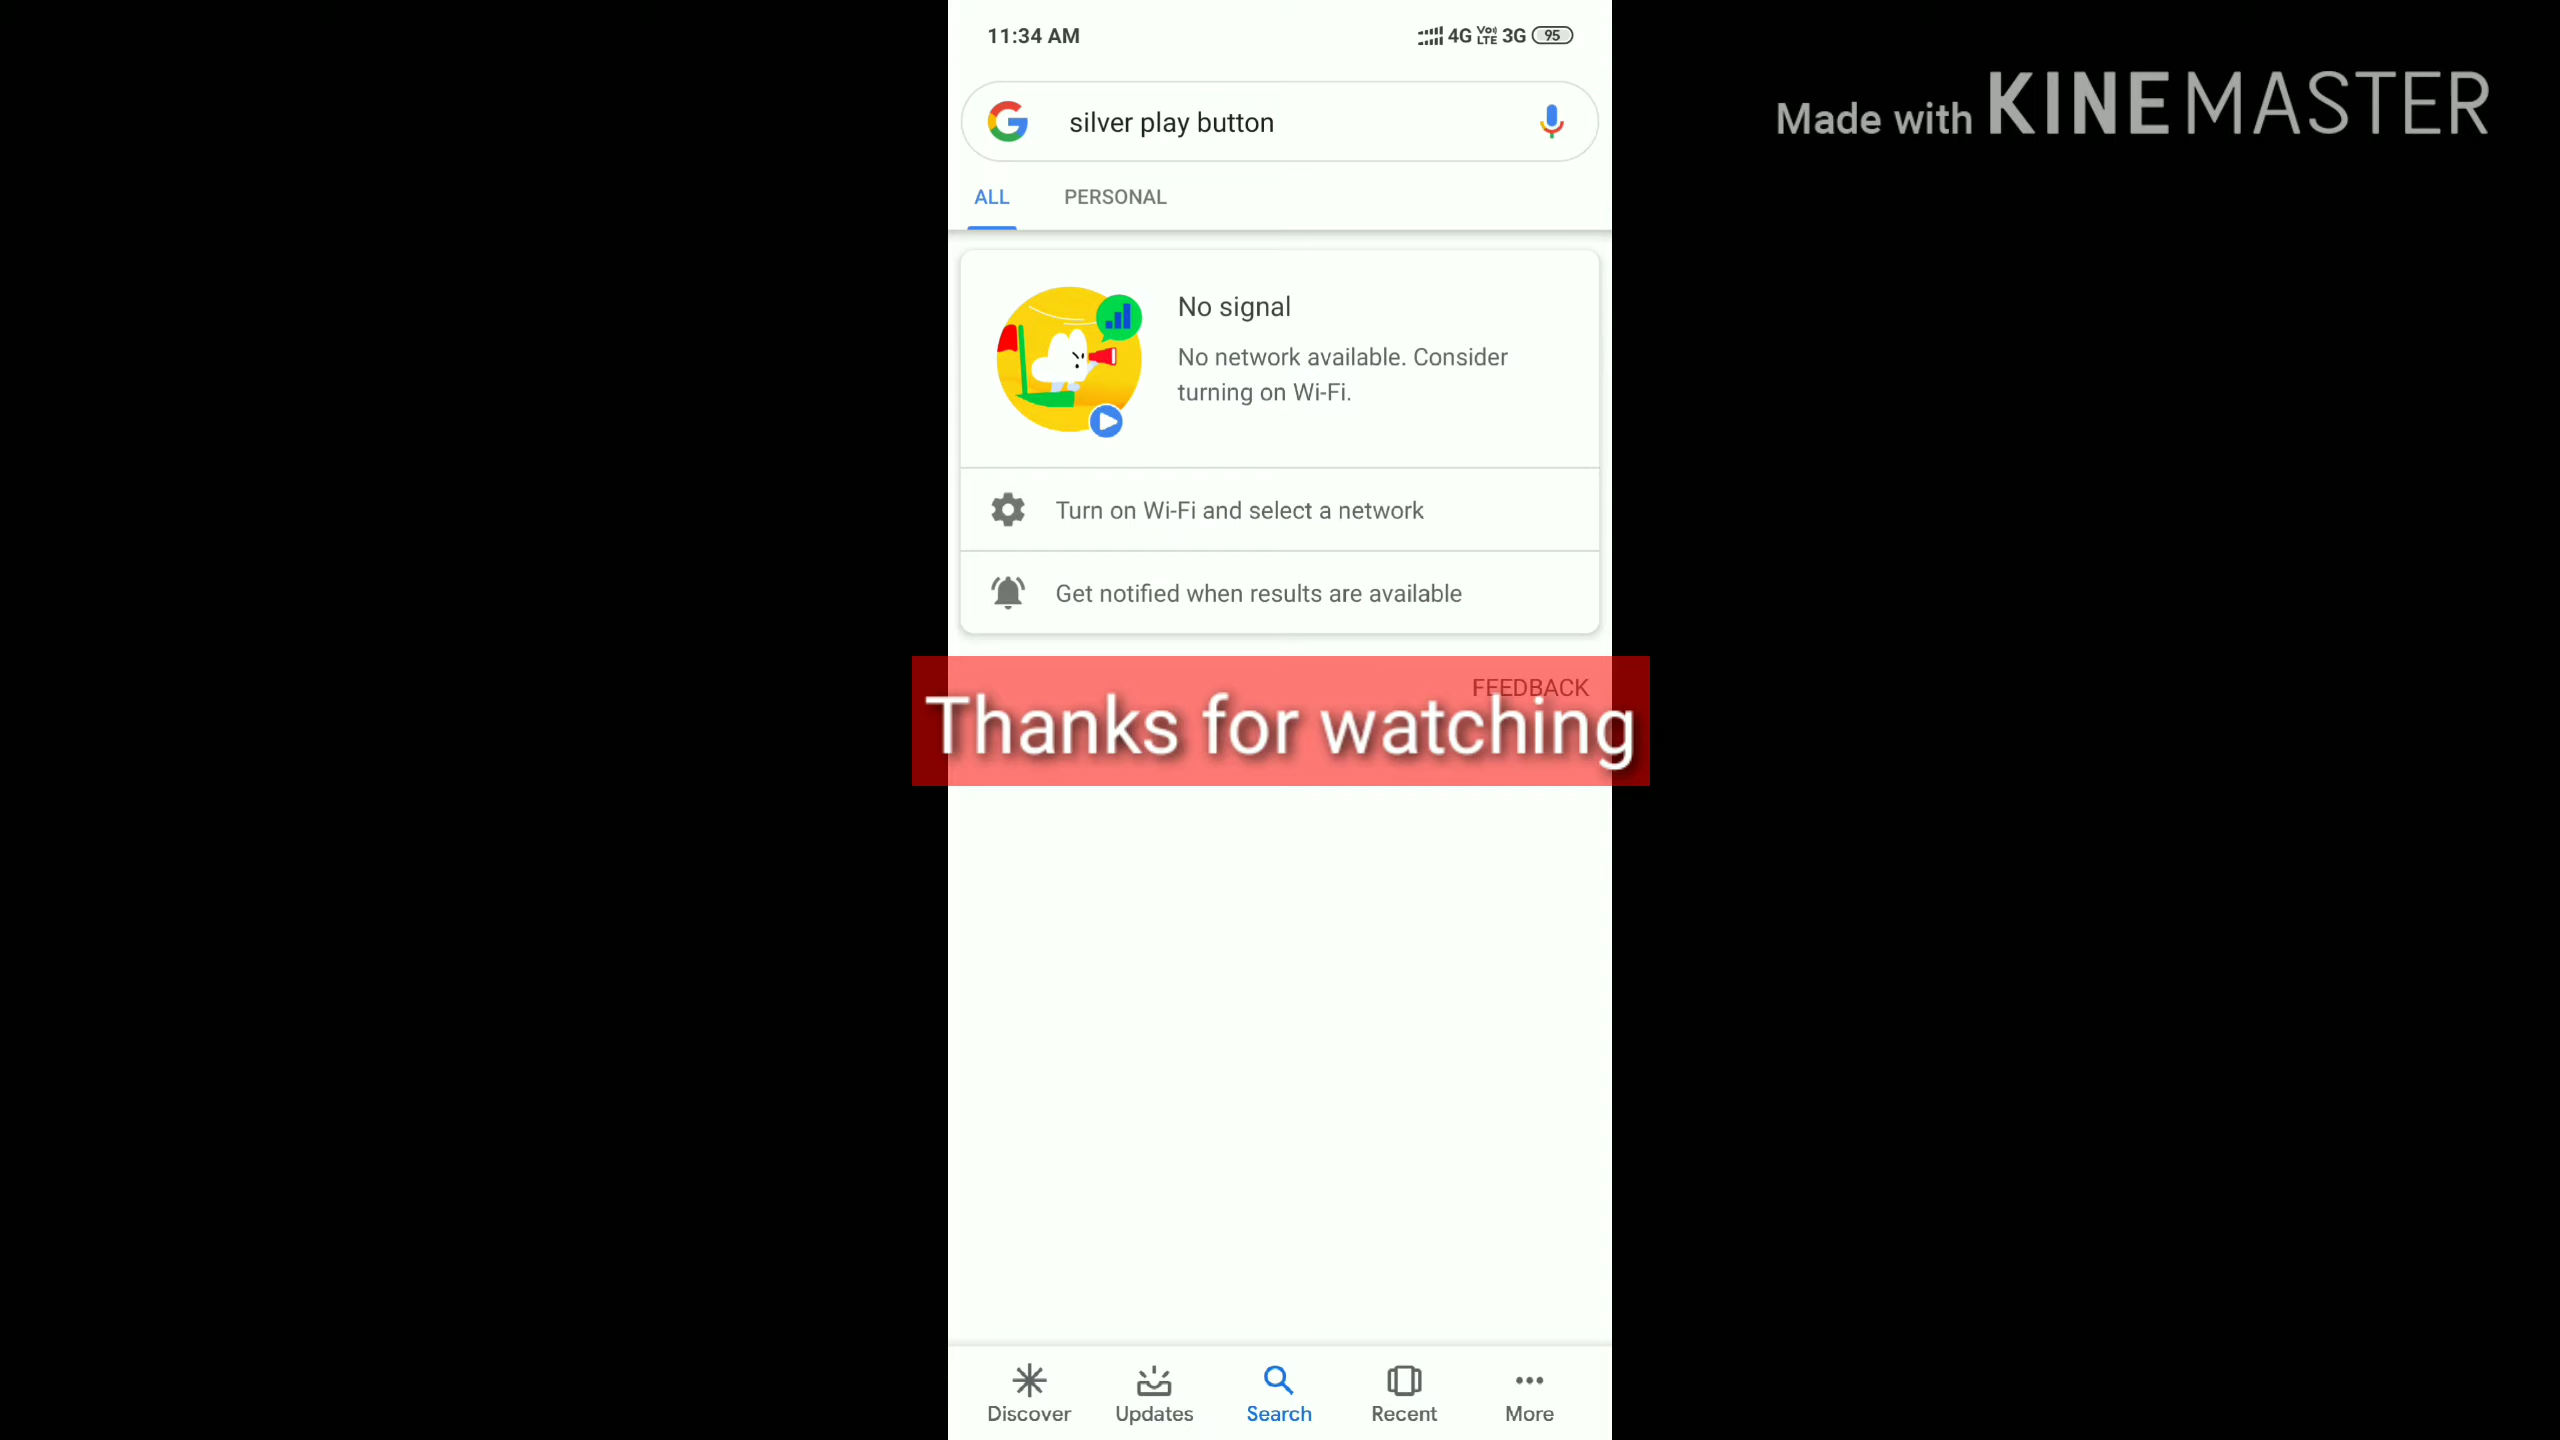 11:34 AM
4G Vo) LTE 3G 95
Made with KINEMASTER
silver play button
ALL PERSONAL
No signal
No network available. Consider
turning on Wi-Fi.
Turn on Wi-Fi and select a network
Get notified when results are available
FEEDBACK
Thanks for watching
Discover Updates Search Recent More